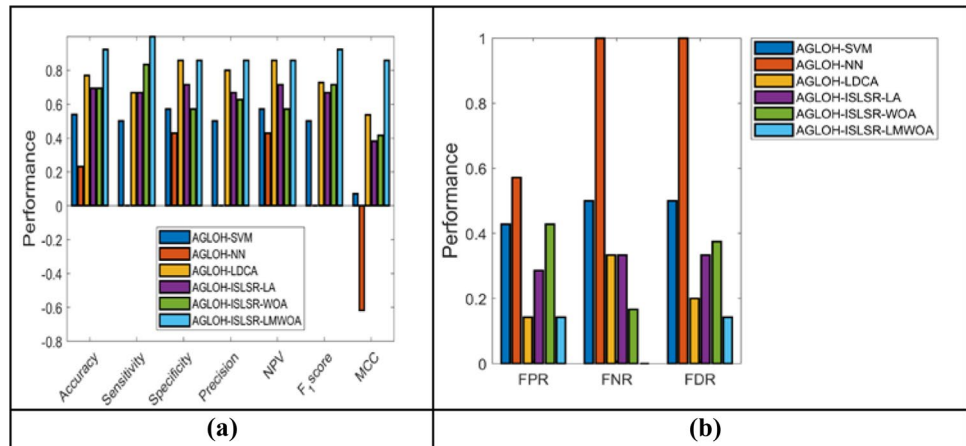 Performance
0.8
0.6
0.4
0.2
0
-0.2
-0.4
-0.6
-0.8
AGLOH-SVM
AGLOH-NN
AGLOH-LDCA
AGLOH-ISLSR-LA
AGLOH-ISLSR-WOA
AGLOH-ISLSR-LMWOA
Accuracy
Sensitivity
Specificity
Precision
NPV
F1score
MCC
(a)
Performance
1
0.8
0.6
0.4
0.2
0
FPR
FNR
FDR
AGLOH-SVM
AGLOH-NN
AGLOH-LDCA
AGLOH-ISLSR-LA
AGLOH-ISLSR-WOA
AGLOH-ISLSR-LMWOA
(b)